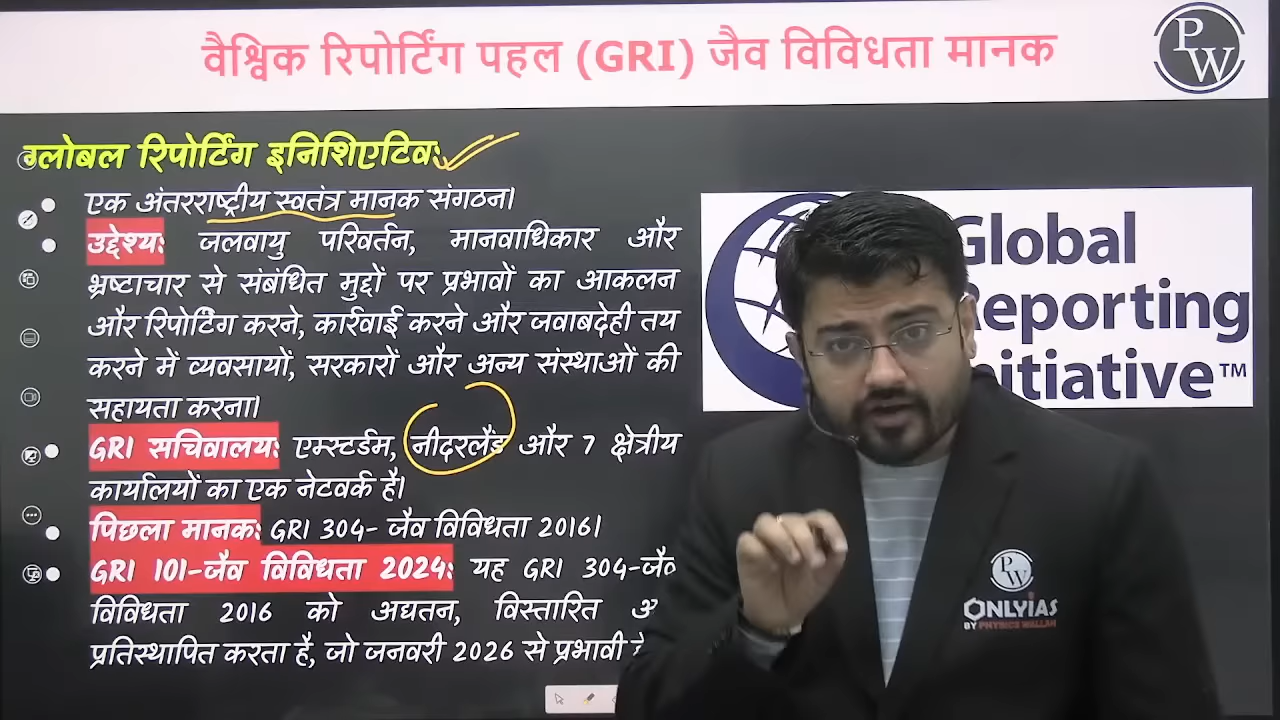 वैश्विक रिपोर्टिंग पहल (GRI) जैव विविधता मानक
PW
ग्लोबल रिपोर्टिंग इनिशिएटिव:
एक अंतरराष्ट्रीय स्वतंत्र मानक संगठन।
उद्देश्य: जलवायु परिवर्तन, मानवाधिकार और
भ्रष्टाचार से संबंधित मुद्दों पर प्रभावों का आकलन
और रिपोर्टिंग करने, कार्रवाई करने और जवाबदेही तय
करने में व्यवसायों, सरकारों और अन्य संस्थाओं की
सहायता करना।
GRI सचिवालय: एम्स्टर्डम, नीदरलैंड और 7 क्षेत्रीय
कार्यालयों का एक नेटवर्क है।
पिछला मानक: GRI 304- जैव विविधता 2016।
GRI 101-जैव विविधता 2024: यह GRI 304-जैव
विविधता 2016 को अद्यतन, विस्तारित
प्रतिस्थापित करता है, जो जनवरी 2026 से प्रभावी
Global
Reporting
Initiative™
PW
ONLYIAS
BY PHYSICS WALLAH